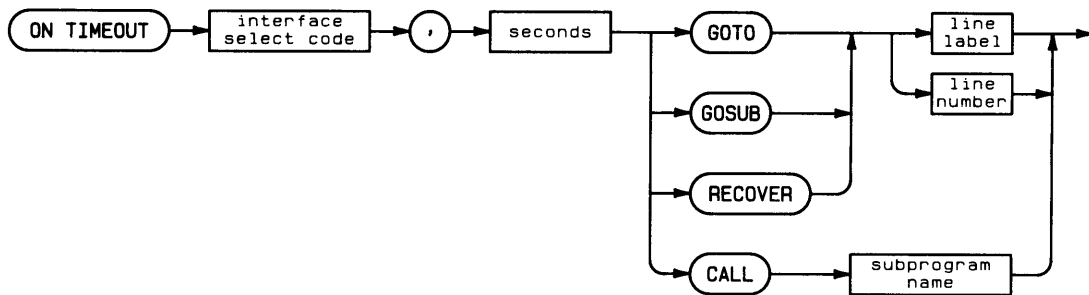 ON TIMEOUT
interface
select code
,
seconds
GOTO
line
label
line
number
GOSUB
RECOVER
CALL
subprogram
name